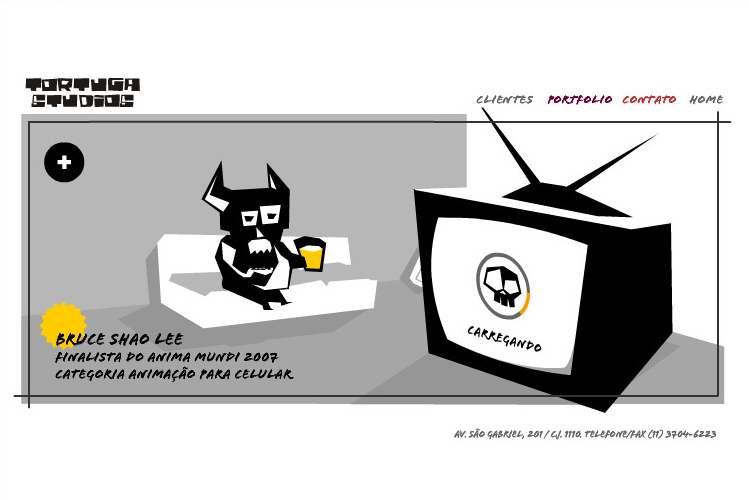 TORTUGA
STUDIOS
CLIENTES PORTFOLIO CONTATO HOME
CARREGANDO
BRUCE SHAO LEE
FINALISTA DO ANIMA MUNDI 2007
CATEGORIA ANIMAÇÃO PARA CELULAR
AV. SÃO GABRIEL, 201 / CJ. 1110. TELEFONE/FAX (11) 3704-6223